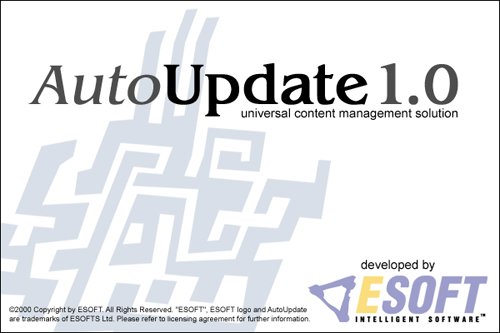 AutoUpdate 1.0
universal content management solution
developed by
ESOFT
INTELLIGENT SOFTWARE™
©2000 Copyright by ESOFT. All Rights Reserved. "ESOFT", ESOFT logo and AutoUpdate
are trademarks of ESOFTS Ltd. Please refer to licensing agreement for further information.